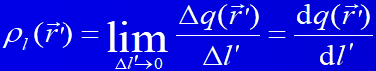 ρ_l(r⃗′) = lim_{Δl′→0} Δq(r⃗′)/Δl′ = dq(r⃗′)/dl′